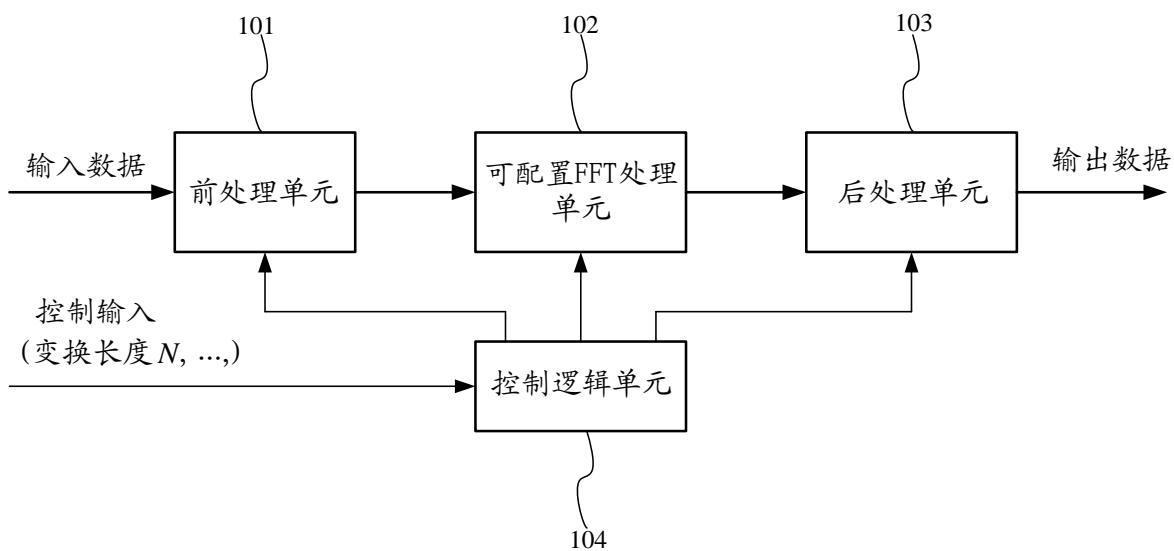 101
102
103
输入数据
前处理单元
可配置FFT处理
单元
后处理单元
输出数据
控制输入
(变换长度N, ...,)
控制逻辑单元
104